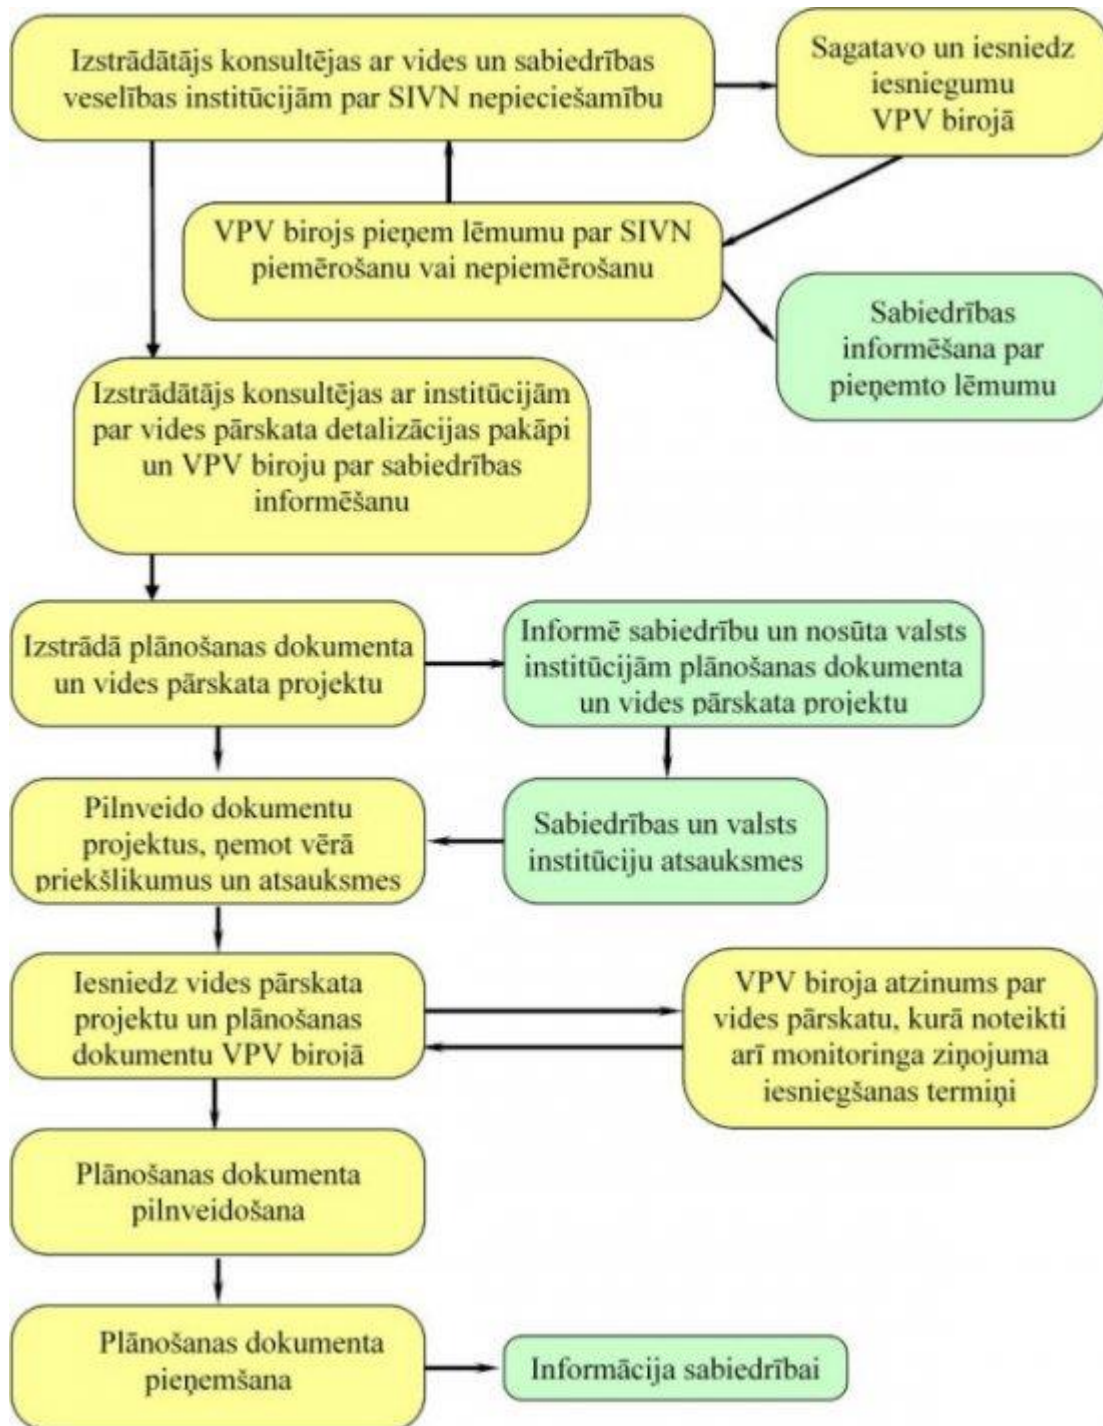 Izstrādātājs konsultējas ar vides un sabiedrības
veselības institūcijām par SIVN nepieciešamību
Sagatavo un iesniedz
iesniegumu
VPV birojā
VPV birojs pieņem lēmumu par SIVN
piemērošanu vai nepiemērošanu
Sabiedrības
informēšana par
pieņemto lēmumu
Izstrādātājs konsultējas ar institūcijām
par vides pārskata detalizācijas pakāpi
un VPV biroju par sabiedrības
informēšanu
Izstrādā plānošanas dokumenta
un vides pārskata projektu
Informē sabiedrību un nosūta valsts
institūcijām plānošanas dokumenta
un vides pārskata projektu
Pilnveido dokumentu
projektus, ņemot vērā
priekšlikumus un atsauksmes
Sabiedrības un valsts
institūciju atsauksmes
Iesniedz vides pārskata
projektu un plānošanas
dokumentu VPV birojā
VPV biroja atzinums par
vides pārskatu, kurā noteikti
arī monitoringa ziņojuma
iesniegšanas termiņi
Plānošanas dokumenta
pilnveidošana
Plānošanas dokumenta
pieņemšana
Informācija sabiedrībai